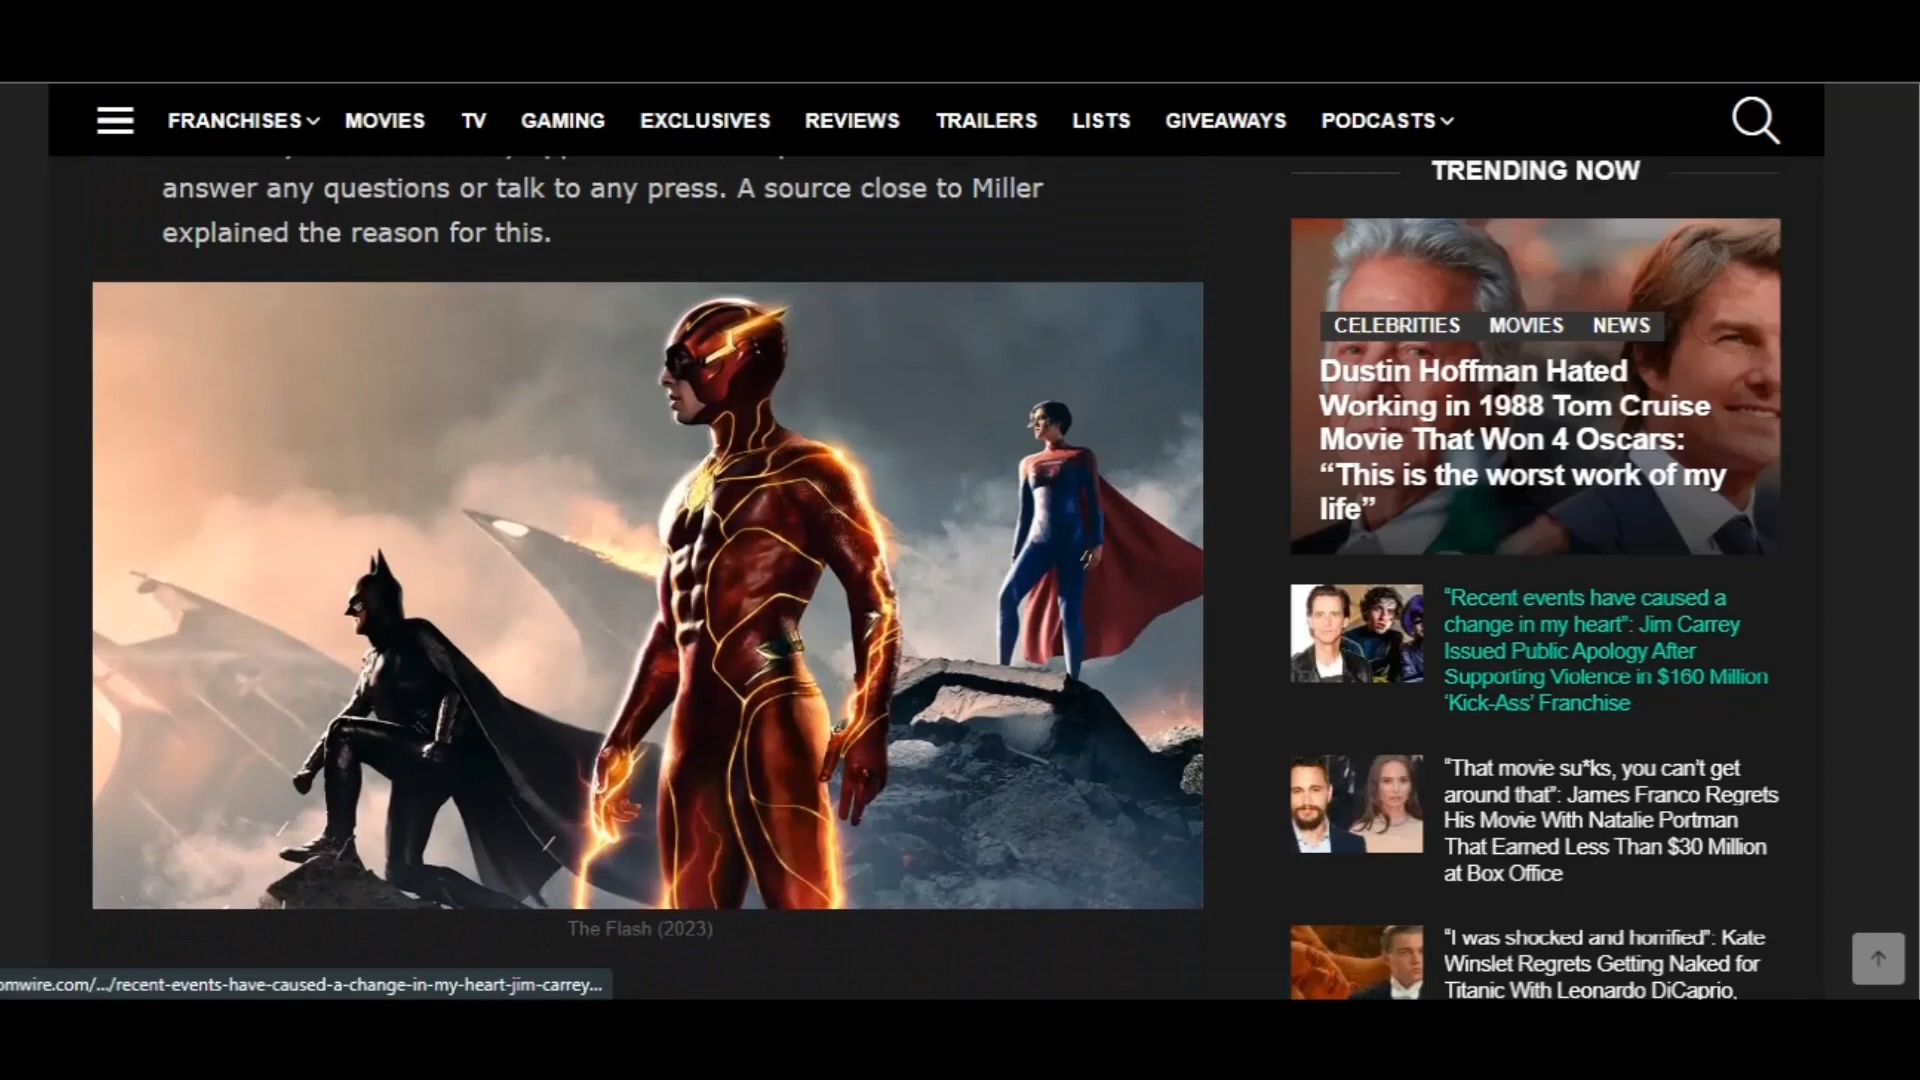 FRANCHISES MOVIES TV GAMING EXCLUSIVES REVIEWS TRAILERS LISTS GIVEAWAYS PODCASTS
answer any questions or talk to any press. A source close to Miller
explained the reason for this.
The Flash (2023)
TRENDING NOW
CELEBRITIES MOVIES NEWS
Dustin Hoffman Hated
Working in 1988 Tom Cruise
Movie That Won 4 Oscars:
“This is the worst work of my
life”
“Recent events have caused a
change in my heart”: Jim Carrey
Issued Public Apology After
Supporting Violence in $160 Million
‘Kick-Ass’ Franchise
“That movie su*ks, you can’t get
around that”: James Franco Regrets
His Movie With Natalie Portman
That Earned Less Than $30 Million
at Box Office
“I was shocked and horrified”: Kate
Winslet Regrets Getting Naked for
Titanic With Leonardo DiCaprio,
omwire.com/.../recent-events-have-caused-a-change-in-my-heart-jim-carrey...